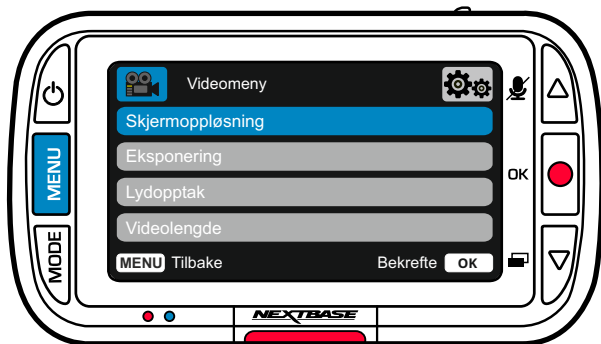 Videomeny
Skjermoppløsning
Eksponering
Lydopptak
Videolengde
MENU Tilbake
Bekrefte OK
MENU
MODE
OK
NEXTBASE